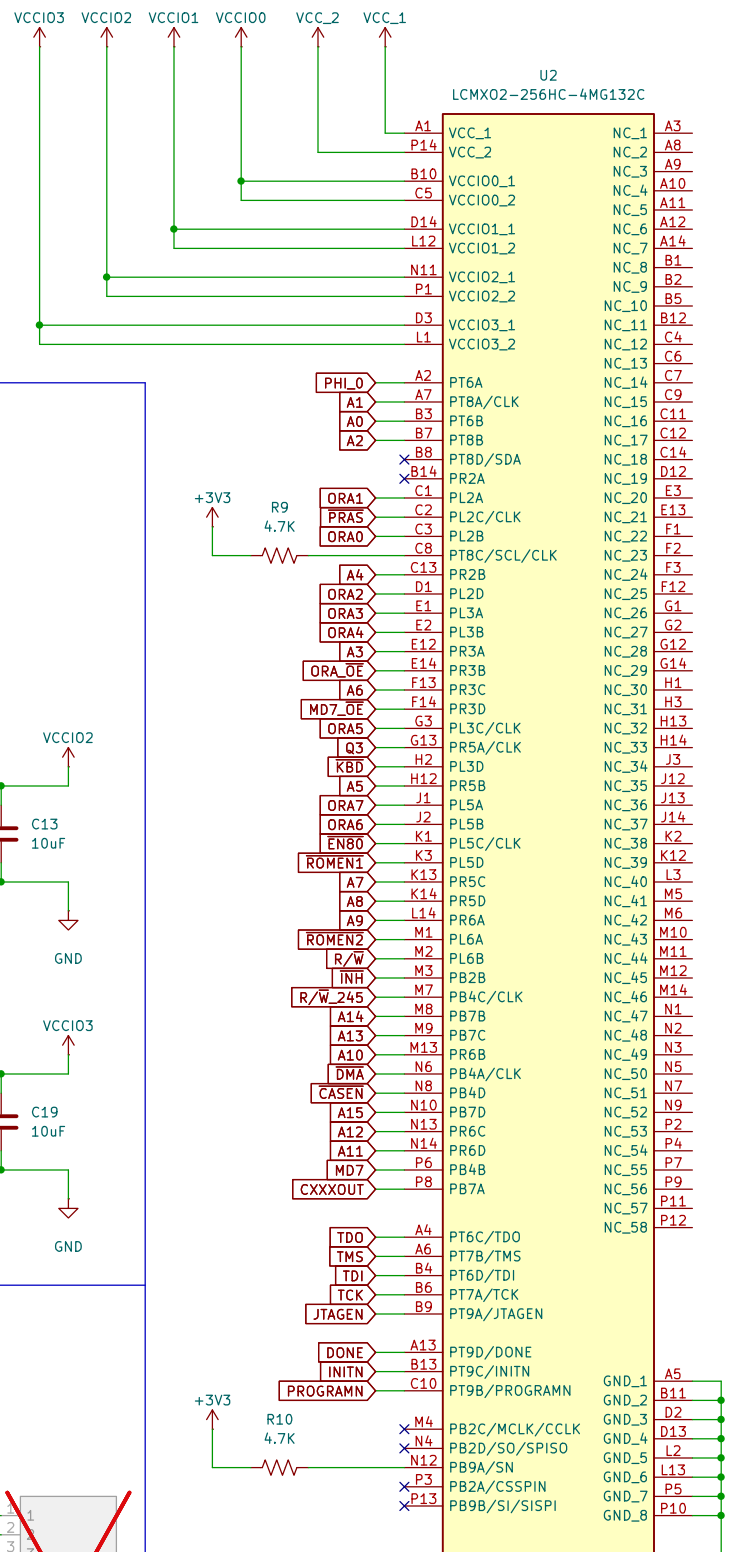 VCCIO3 VCCIO2 VCCIO1 VCCIO0 VCC_2 VCC_1
U2
LCMXO2-256HC-4MG132C
A1 VCC_1 NC_1 A3
P14 VCC_2 NC_2 A8
NC_3 A9
B10 VCCIO0_1
NC_4 A10
C5 VCCIO0_2
NC_5 A11
D14 VCCIO1_1 NC_6 A12
L12 VCCIO1_2 NC_7 A14
NC_8 B1
N11 VCCIO2_1
NC_9 B2
P1 VCCIO2_2
NC_10 B5
D3 VCCIO3_1 NC_11 B12
L1 VCCIO3_2 NC_12 C4
NC_13 C6
PHI_0 A2 PT6A NC_14 C7
A1 A7 PT8A/CLK NC_15 C9
A0 B3 PT6B NC_16 C11
A2 B7 PT8B NC_17 C12
B8 PT8D/SDA NC_18 C14
B14 PR2A NC_19 D12
+3V3 ORA1 C1 PL2A NC_20 E3
R9 PRAS C2 PL2C/CLK NC_21 E13
4.7K ORA0 C3 PL2B NC_22 F1
C8 PT8C/SCL/CLK NC_23 F2
A4 C13 PR2B NC_24 F3
ORA2 D1 PL2D NC_25 F12
ORA3 E1 PL3A NC_26 G1
ORA4 E2 PL3B NC_27 G2
A3 E12 PR3A NC_28 G12
ORA_OE E14 PR3B NC_29 G14
A6 F13 PR3C NC_30 H1
MD7_OE F14 PR3D NC_31 H3
ORA5 G3 PL3C/CLK NC_32 H13
VCCIO2 Q3 G13 PR5A/CLK NC_33 H14
KBD H2 PL3D NC_34 J3
A5 H12 PR5B NC_35 J12
ORA7 J1 PL5A NC_36 J13
C13 ORA6 J2 PL5B NC_37 J14
10uF EN80 K1 PL5C/CLK NC_38 K2
ROMEN1 K3 PL5D NC_39 K12
A7 K13 PR5C NC_40 L3
A8 K14 PR5D NC_41 M5
A9 L14 PR6A NC_42 M6
ROMEN2 M1 PL6A NC_43 M10
GND R/W M2 PL6B NC_44 M11
INH M3 PB2B NC_45 M12
R/W_245 M7 PB4C/CLK NC_46 M14
A14 M8 PB7B NC_47 N1
VCCIO3 A13 M9 PB7C NC_48 N2
A10 M13 PR6B NC_49 N3
DMA N6 PB4A/CLK NC_50 N5
CASEN N8 PB4D NC_51 N7
C19 A15 N10 PB7D NC_52 N9
10uF A12 N13 PR6C NC_53 P2
A11 N14 PR6D NC_54 P4
MD7 P6 PB4B NC_55 P7
CXXXOUT P8 PB7A NC_56 P9
NC_57 P11
NC_58 P12
TDO A4 PT6C/TDO
GND TMS A6 PT7B/TMS
TDI B4 PT6D/TDI
TCK B6 PT7A/TCK
JTAGEN B9 PT9A/JTAGEN
DONE A13 PT9D/DONE
INITN B13 PT9C/INITN
GND_1 A5
PROGRAMN C10 PT9B/PROGRAMN
+3V3 GND_2 B11
R10 GND_3 D2
M4 PB2C/MCLK/CCLK
4.7K GND_4 D13
N4 PB2D/SO/SPISO
GND_5 L2
N12 PB9A/SN
GND_6 L13
P3 PB2A/CSSPIN
GND_7 P5
P13 PB9B/SI/SISPI
1 1 GND_8 P10
2 2
3 3